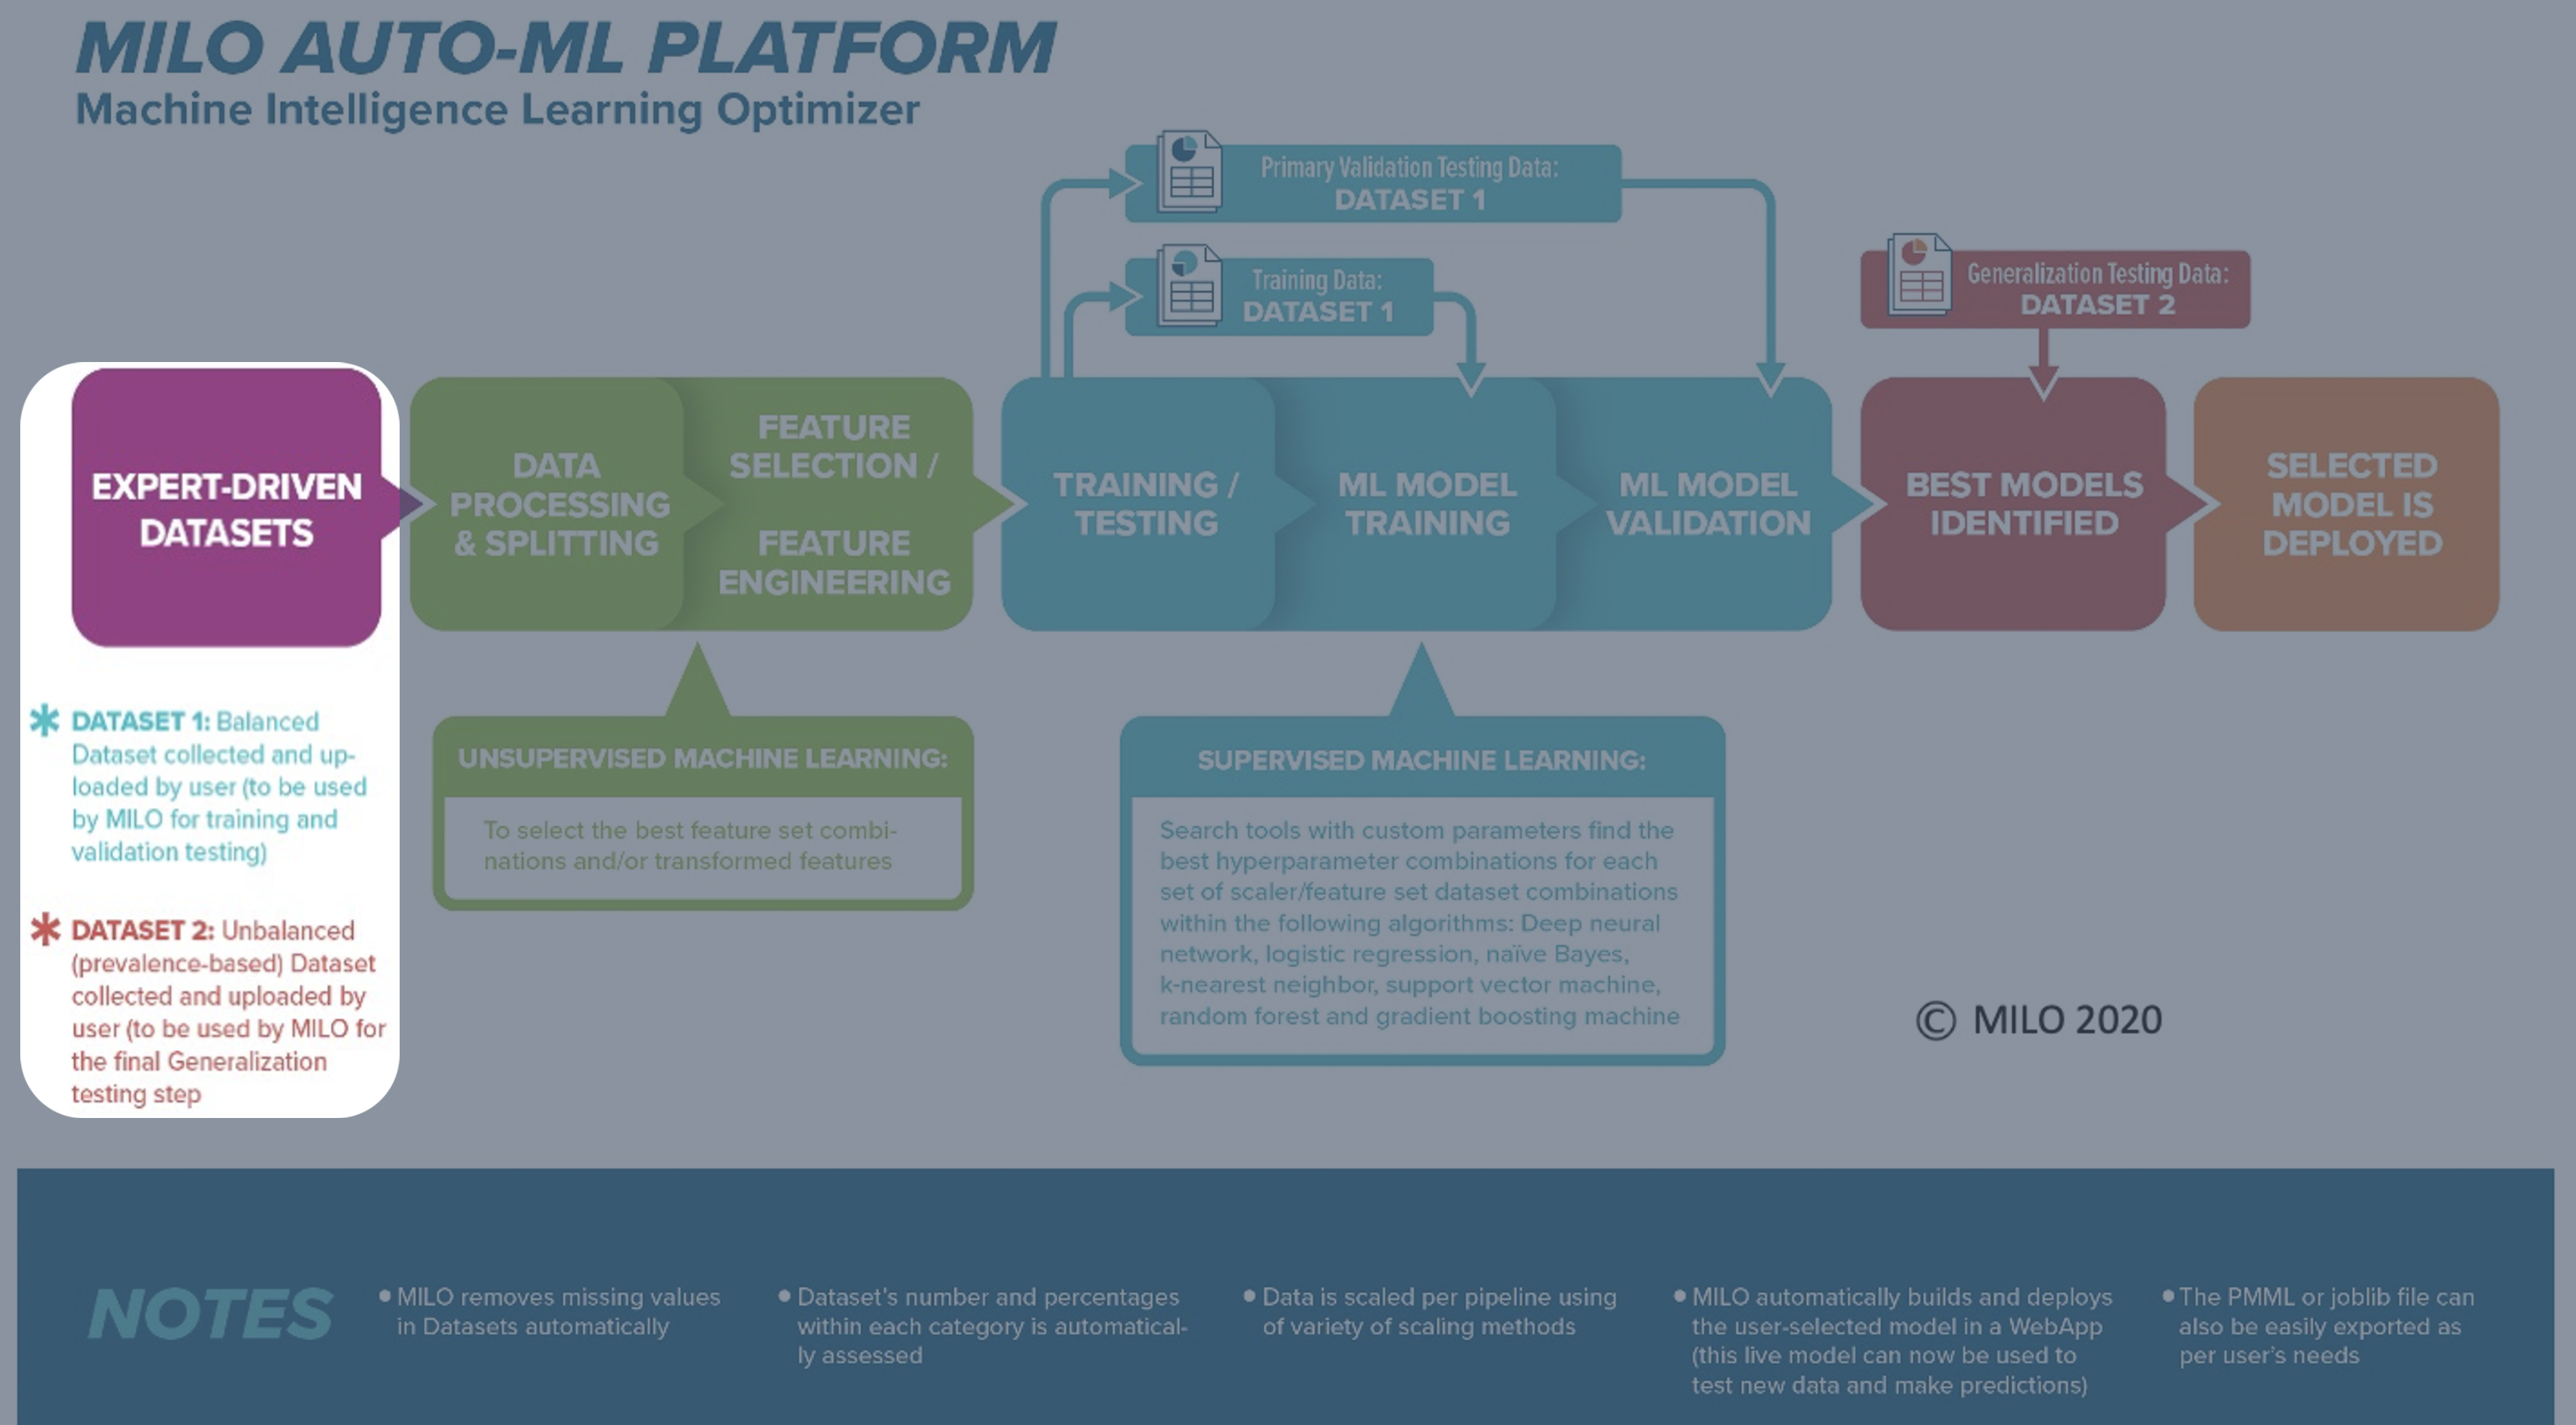 MILO AUTO-ML PLATFORM
Machine Intelligence Learning Optimizer
Primary Validation Testing Data:
DATASET 1
Training Data:
DATASET 1
Generalization Testing Data:
DATASET 2
EXPERT-DRIVEN
DATASETS
DATA
PROCESSING
& SPLITTING
FEATURE
SELECTION /
FEATURE
ENGINEERING
TRAINING /
TESTING
ML MODEL
TRAINING
ML MODEL
VALIDATION
BEST MODELS
IDENTIFIED
SELECTED
MODEL IS
DEPLOYED
* DATASET 1: Balanced
Dataset collected and up-
loaded by user (to be used
by MILO for training and
validation testing)
* DATASET 2: Unbalanced
(prevalence-based) Dataset
collected and uploaded by
user (to be used by MILO for
the final Generalization
testing step
UNSUPERVISED MACHINE LEARNING:
To select the best feature set combi-
nations and/or transformed features
SUPERVISED MACHINE LEARNING:
Search tools with custom parameters find the
best hyperparameter combinations for each
set of scaler/feature set dataset combinations
within the following algorithms: Deep neural
network, logistic regression, naïve Bayes,
k-nearest neighbor, support vector machine,
random forest and gradient boosting machine
© MILO 2020
NOTES
• MILO removes missing values
in Datasets automatically
• Dataset's number and percentages
within each category is automatical-
ly assessed
• Data is scaled per pipeline using
of variety of scaling methods
• MILO automatically builds and deploys
the user-selected model in a WebApp
(this live model can now be used to
test new data and make predictions)
• The PMML or joblib file can
also be easily exported as
per user's needs